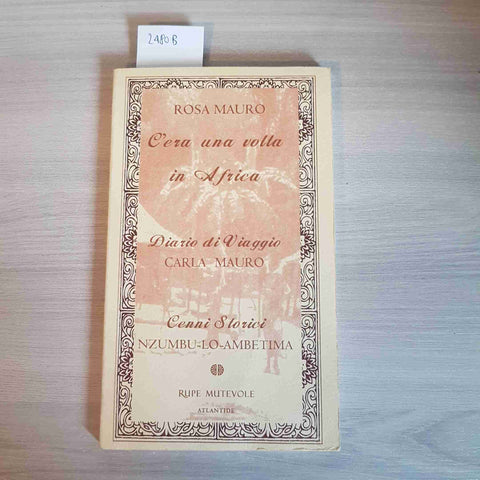 2480 B
ROSA MAURO
C'era una volta
in Africa
Diario di Viaggio
CARLA MAURO
Cenni Storici
NZUMBU-LO-AMBETIMA
RUPE MUTEVOLE
ATLANTIDE